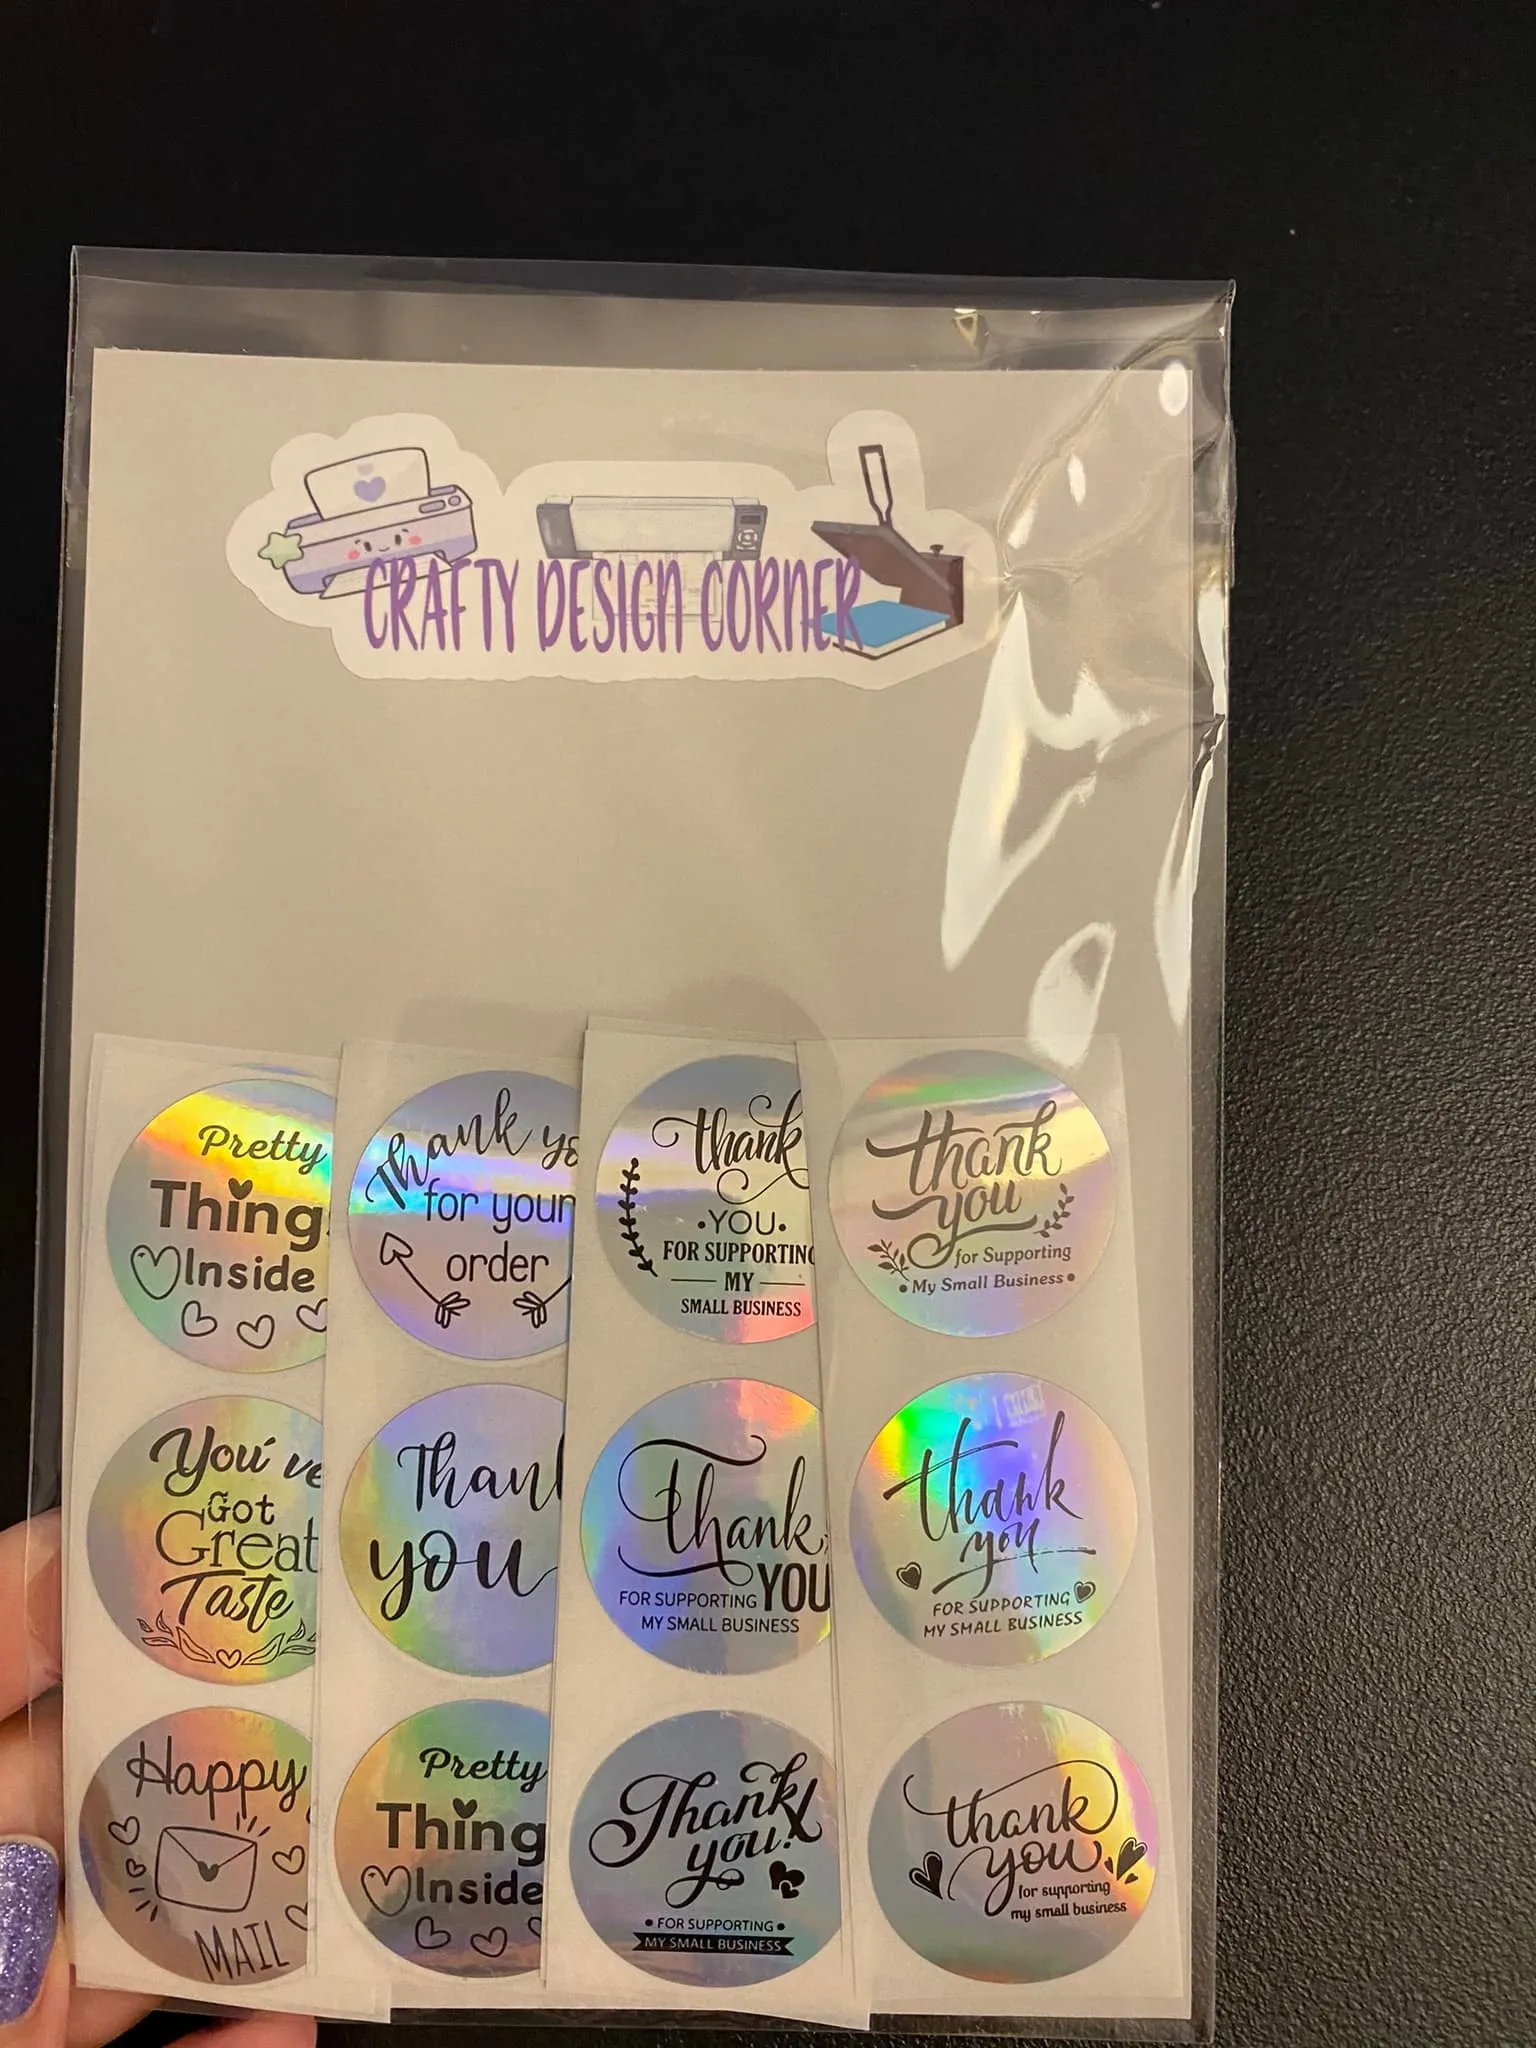 CRAFTY DESIGN CORNER
Pretty
Thing
Inside
You've
Got
Great
Taste
Happy
MAIL
Thank yo
for your
order
Thank
you
Pretty
Thing
Inside
thank
•YOU•
FOR SUPPORTING
MY
SMALL BUSINESS
Thank
YOU
FOR SUPPORTING
MY SMALL BUSINESS
Thank
you!
• FOR SUPPORTING •
MY SMALL BUSINESS
thank
you
for Supporting
• My Small Business •
thank
you
FOR SUPPORTING
MY SMALL BUSINESS
thank
you
for supporting
my small business